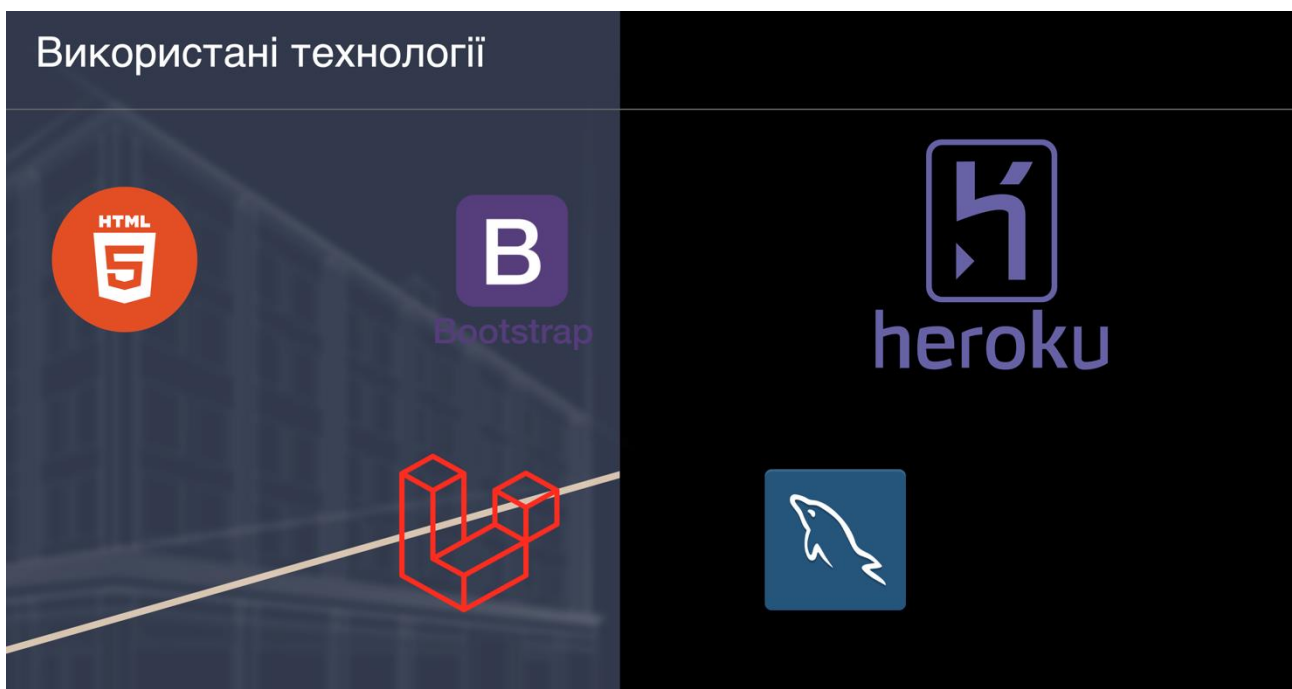 Використані технології
HTML
5
B
Bootstrap
heroku